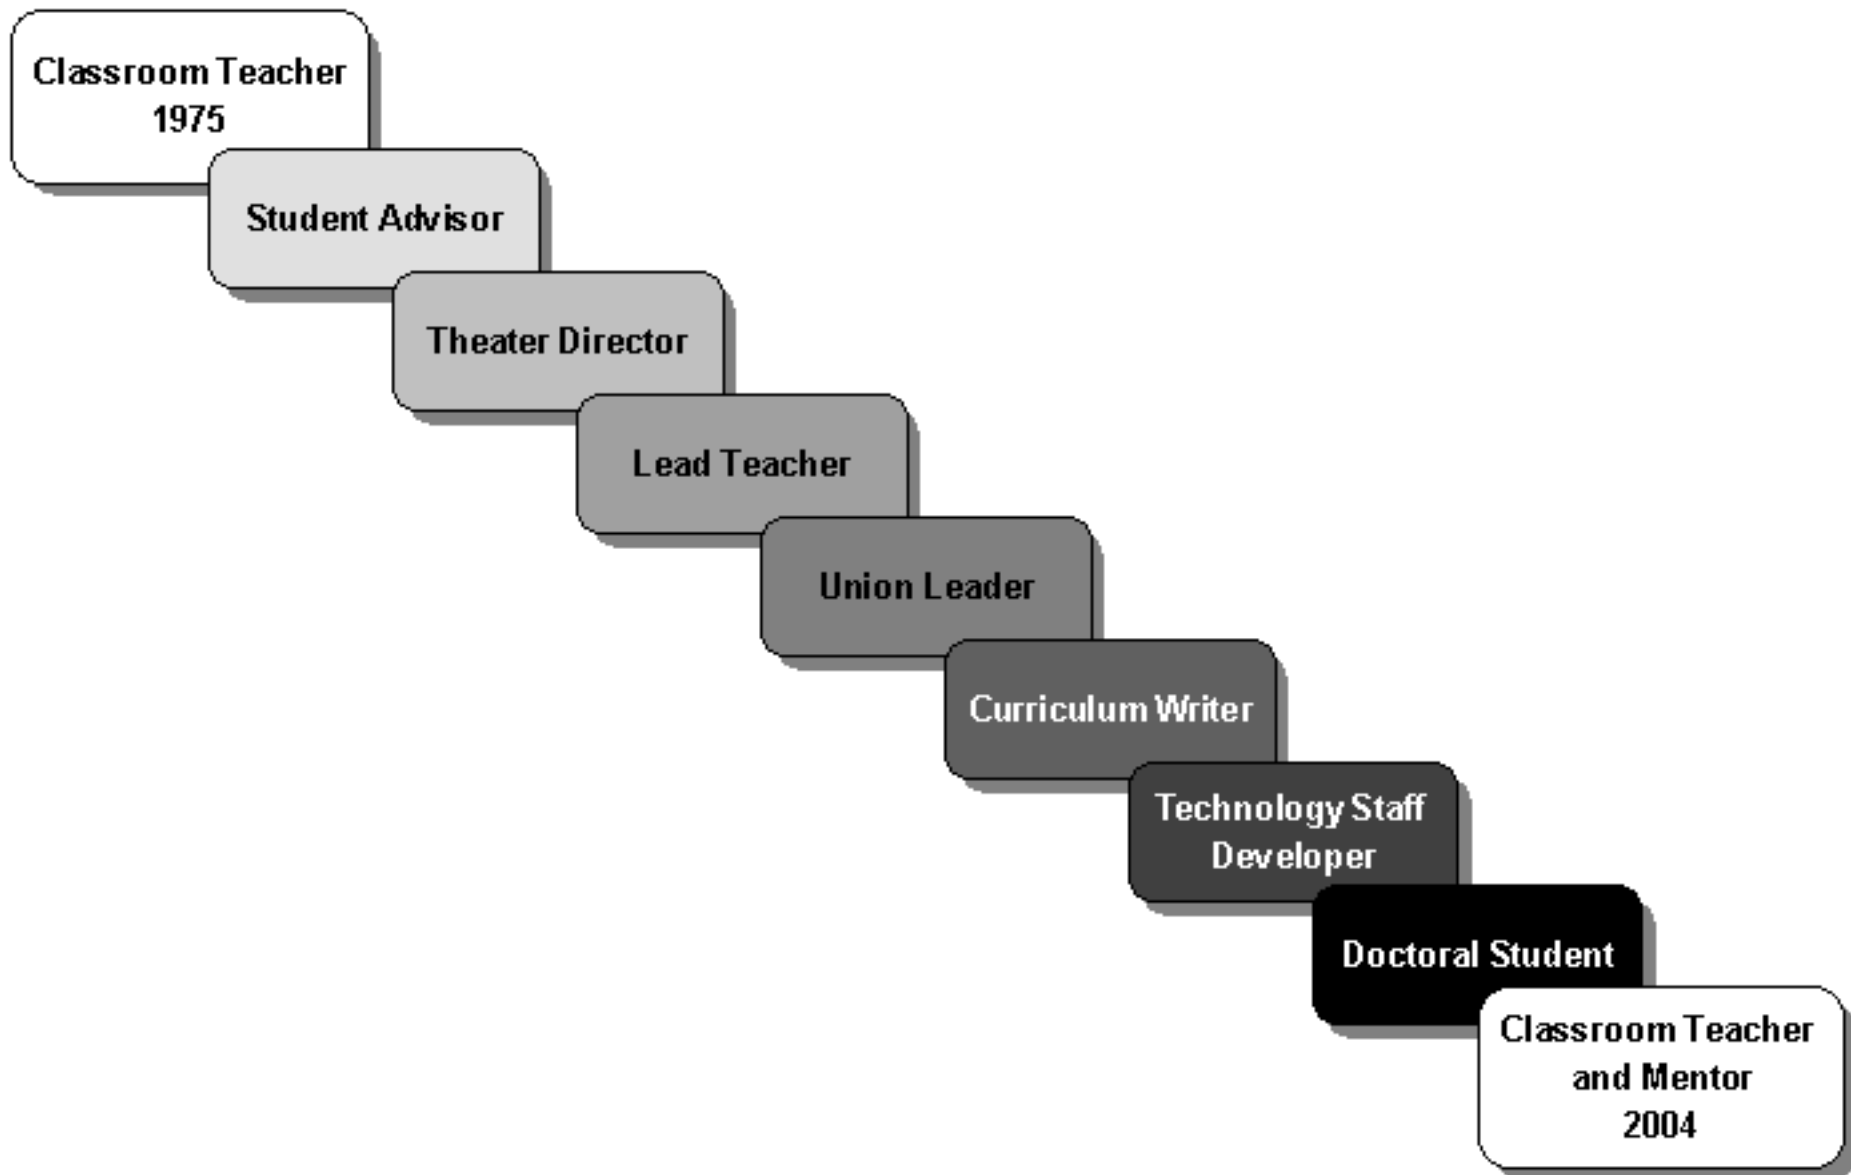 Classroom Teacher
1975
Student Advisor
Theater Director
Lead Teacher
Union Leader
Curriculum Writer
Technology Staff
Developer
Doctoral Student
Classroom Teacher
and Mentor
2004